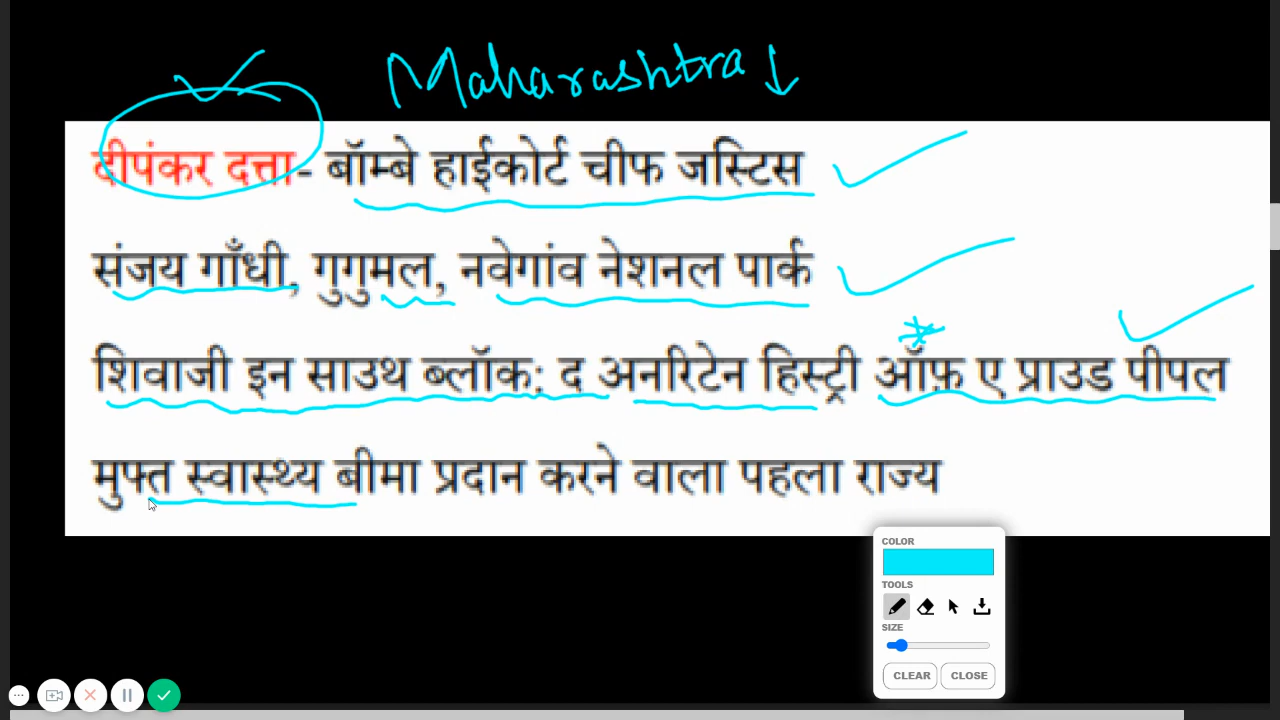 Maharashtra ↓
दीपंकर दत्ता- बॉम्बे हाईकोर्ट चीफ जस्टिस
संजय गाँधी, गुगुमल, नवेगांव नेशनल पार्क
शिवाजी इन साउथ ब्लॉक: द अनरिटेन हिस्ट्री ऑफ़ ए प्राउड पीपल
मुफ्त स्वास्थ्य बीमा प्रदान करने वाला पहला राज्य
COLOR
TOOLS
SIZE
CLEAR CLOSE